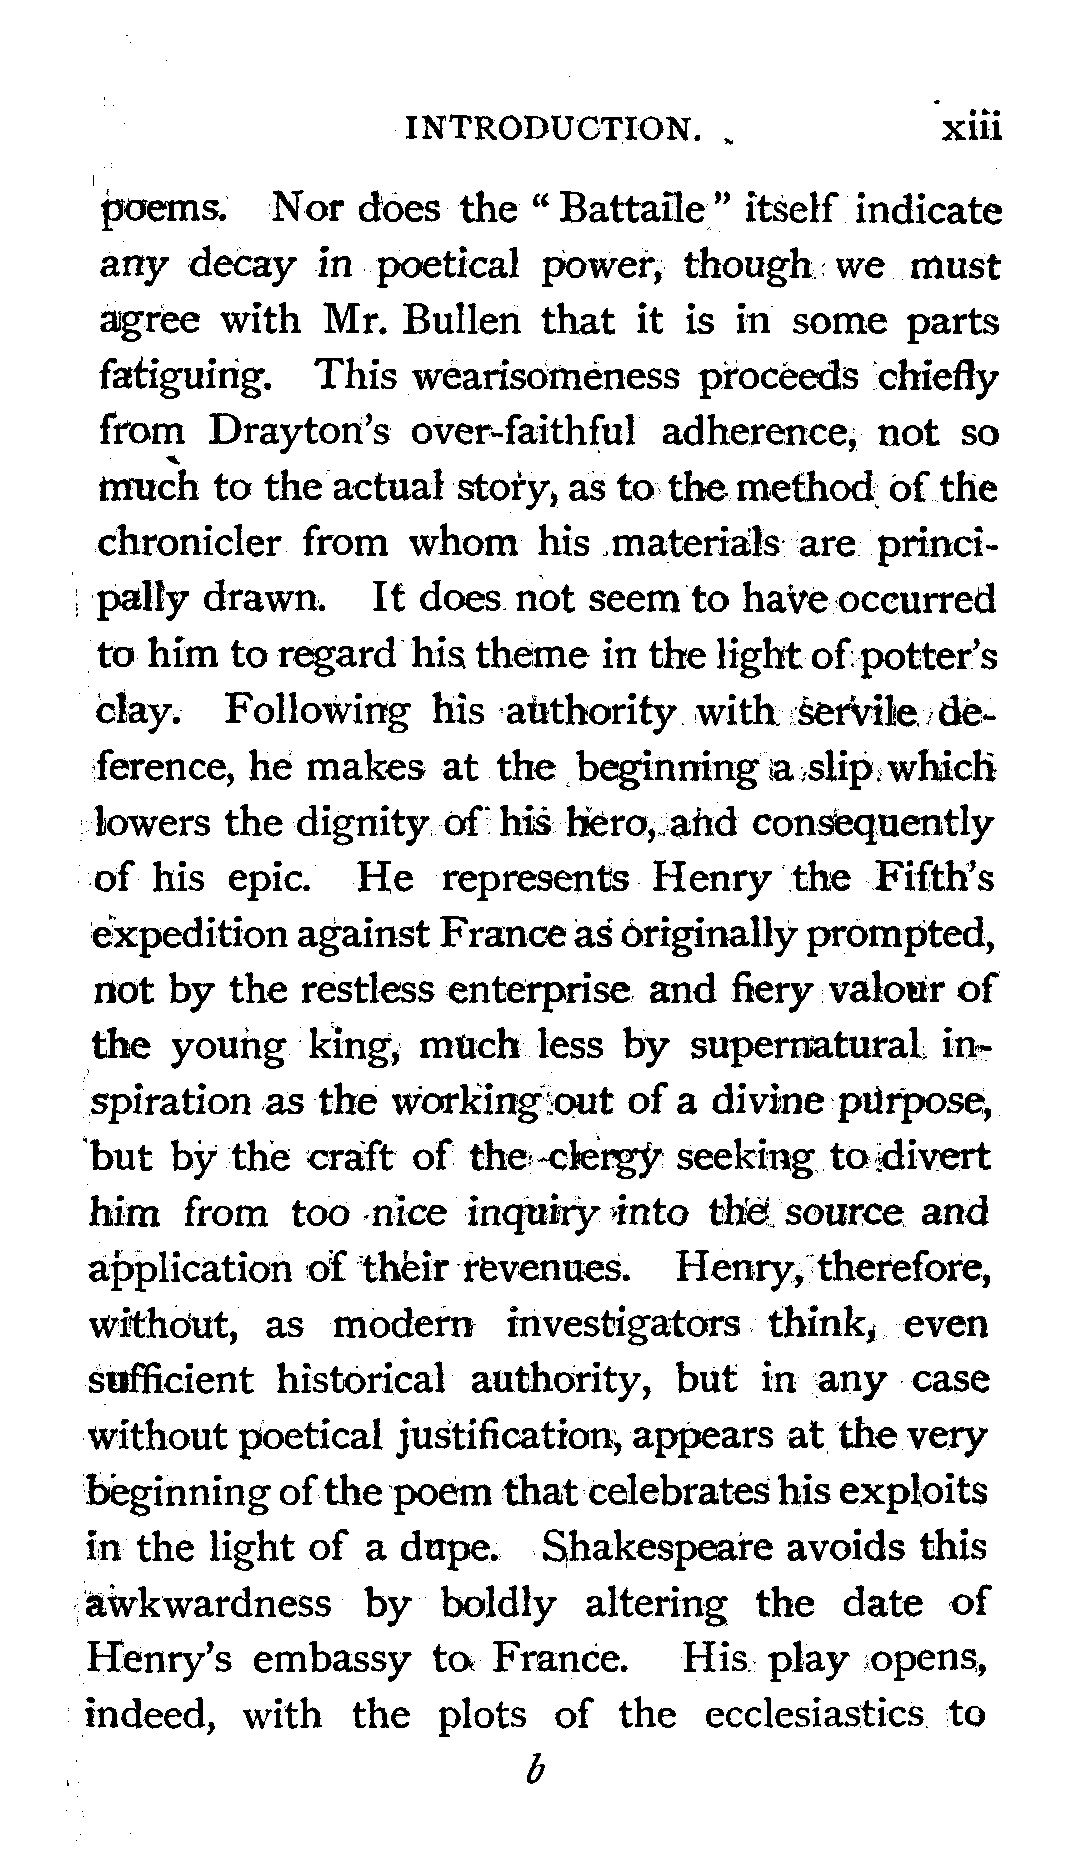 INTRODUCTION. xiii
poems. Nor does the “ Battaile ” itself indicate
any decay in poetical power, though we must
agree with Mr. Bullen that it is in some parts
fatiguing. This wearisomeness proceeds chiefly
from Drayton's over-faithful adherence, not so
much to the actual story, as to the method of the
chronicler from whom his materials are princi-
pally drawn. It does not seem to have occurred
to him to regard his theme in the light of potter's
clay. Following his authority with servile de-
ference, he makes at the beginning a slip which
lowers the dignity of his hero, and consequently
of his epic. He represents Henry the Fifth's
expedition against France as originally prompted,
not by the restless enterprise and fiery valour of
the young king, much less by supernatural in-
spiration as the working out of a divine purpose,
but by the craft of the clergy seeking to divert
him from too nice inquiry into the source and
application of their revenues. Henry, therefore,
without, as modern investigators think, even
sufficient historical authority, but in any case
without poetical justification, appears at the very
beginning of the poem that celebrates his exploits
in the light of a dupe. Shakespeare avoids this
awkwardness by boldly altering the date of
Henry's embassy to France. His play opens,
indeed, with the plots of the ecclesiastics to
b